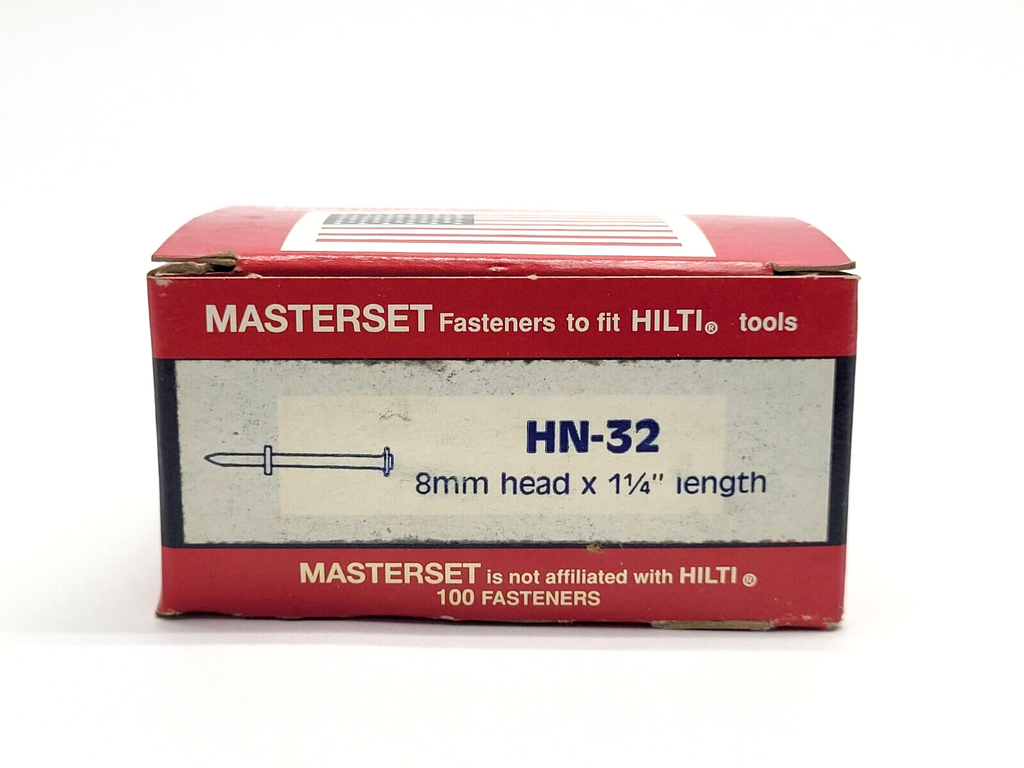 MASTERSET Fasteners to fit HILTI® tools
HN-32
8mm head x 1¼" length
MASTERSET is not affiliated with HILTI®
100 FASTENERS